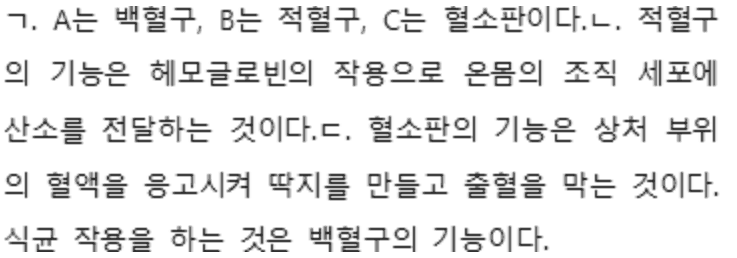 ㄱ. A는 백혈구, B는 적혈구, C는 혈소판이다.ㄴ. 적혈구
의 기능은 헤모글로빈의 작용으로 온몸의 조직 세포에
산소를 전달하는 것이다.ㄷ. 혈소판의 기능은 상처 부위
의 혈액을 응고시켜 딱지를 만들고 출혈을 막는 것이다.
식균 작용을 하는 것은 백혈구의 기능이다.